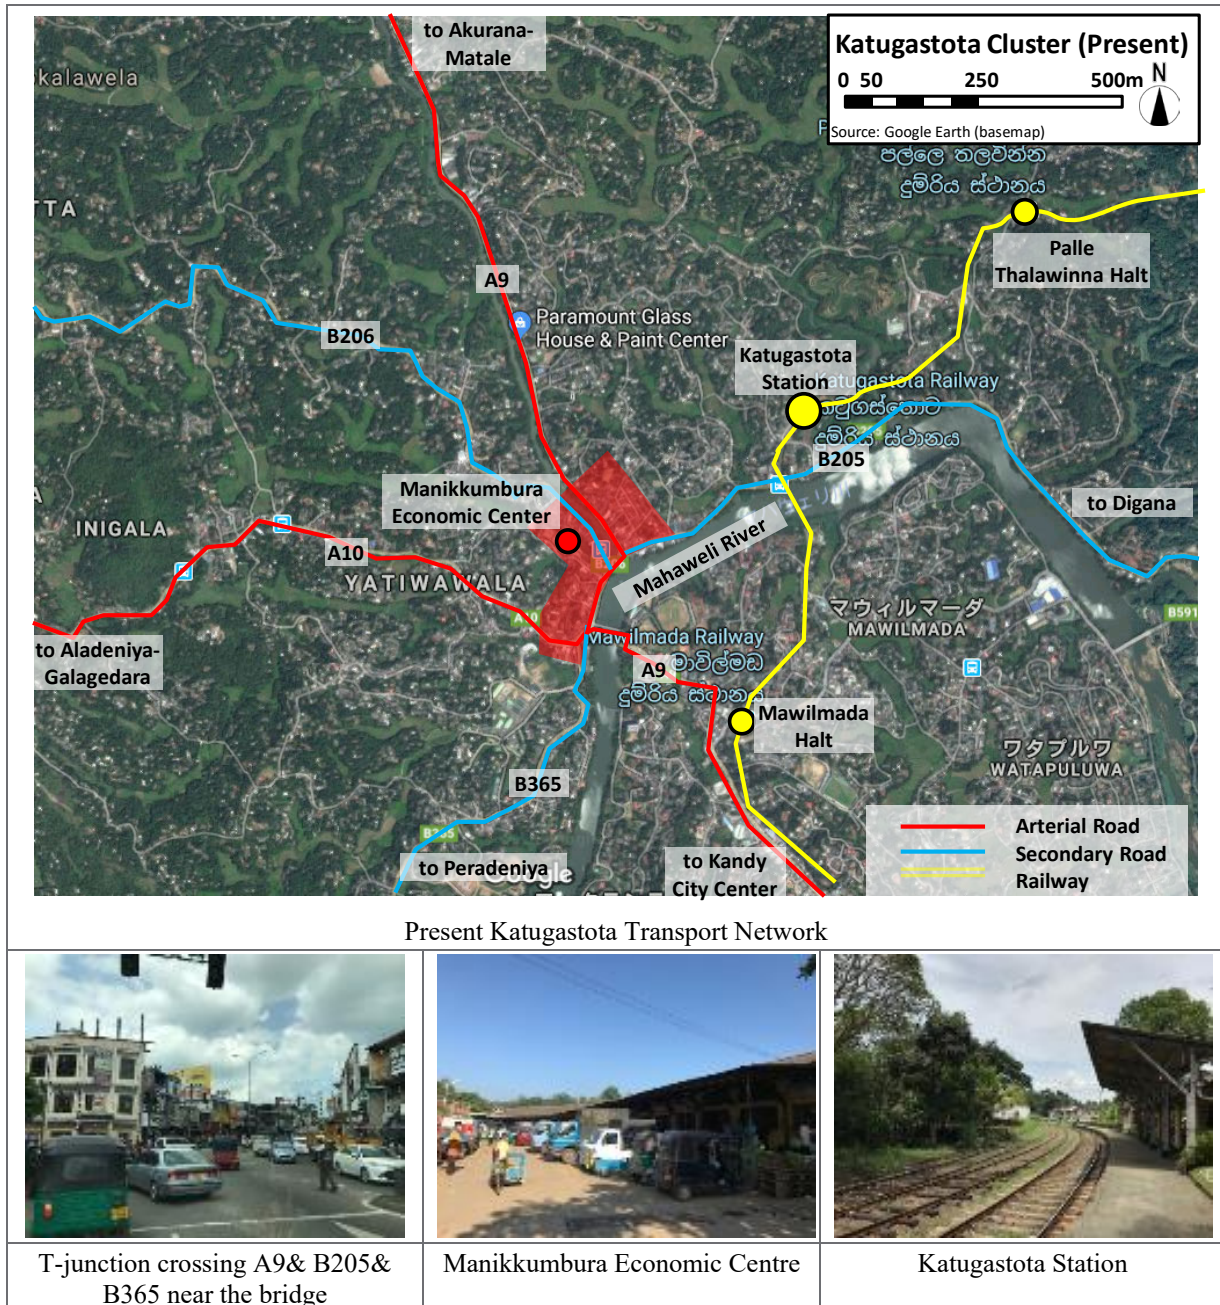 to Akurana-
Matale
Katugastota Cluster (Present)
0 50 250 500m
N
Source: Google Earth (basemap)
kalawela
පල්ලෙ තලවින්න
දුම්රිය ස්ථානය
TTA
Palle
Thalawinna Halt
A9
Paramount Glass
House & Paint Center
B206
Katugastota
Station
Katugastota Railway
දුම්රිය ස්ථානය
B205
Manikkumbura
Economic Center
to Digana
INIGALA
A10
YATIWAWALA
Mahaweli River
マウィルマーダ
MAWILMADA
B591
Mawilmada Railway
මාවිල්මඩ
දුම්රිය ස්ථානය
to Aladeniya-
Galagedara
A9
Mawilmada
Halt
ワタプルワ
WATAPULUWA
B365
B365
to Peradeniya
Google
to Kandy
City Center
Arterial Road
Secondary Road
Railway
Present Katugastota Transport Network
T-junction crossing A9& B205&
B365 near the bridge
Manikkumbura Economic Centre
Katugastota Station